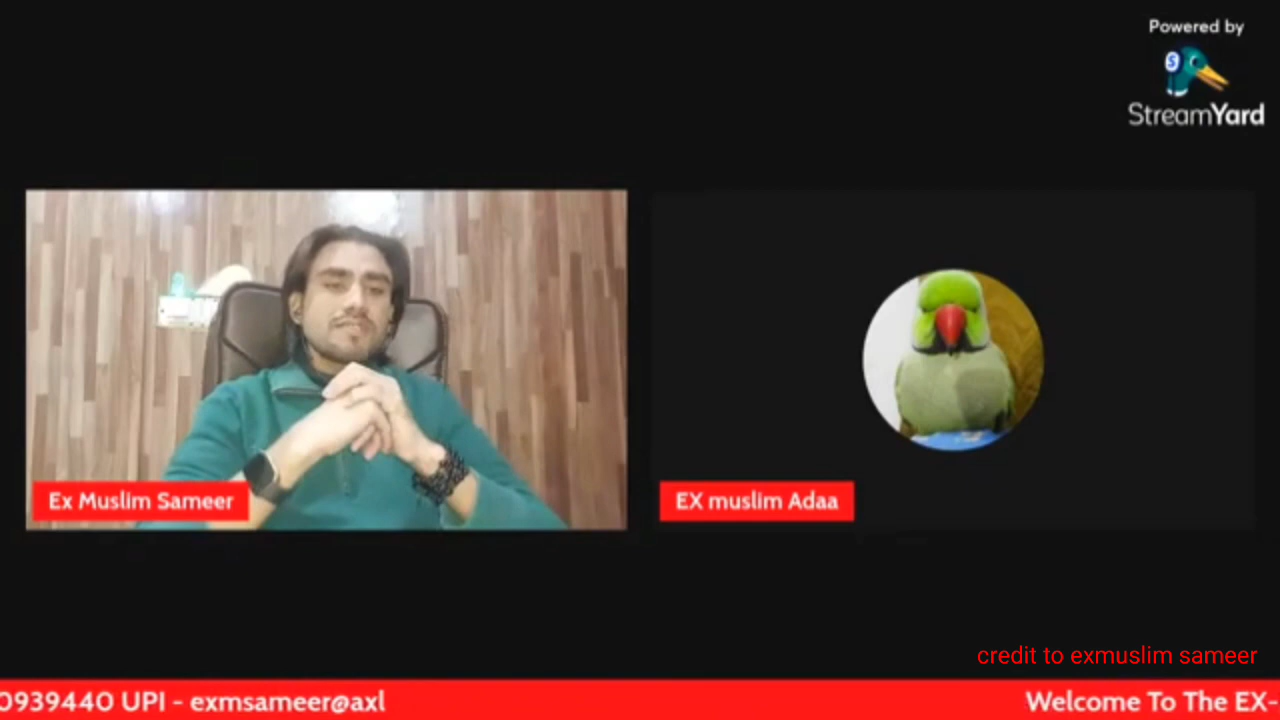 Powered by
StreamYard
Ex Muslim Sameer
EX muslim Adaa
credit to exmuslim sameer
0939440 UPI - exmsameer@axl
Welcome To The EX-